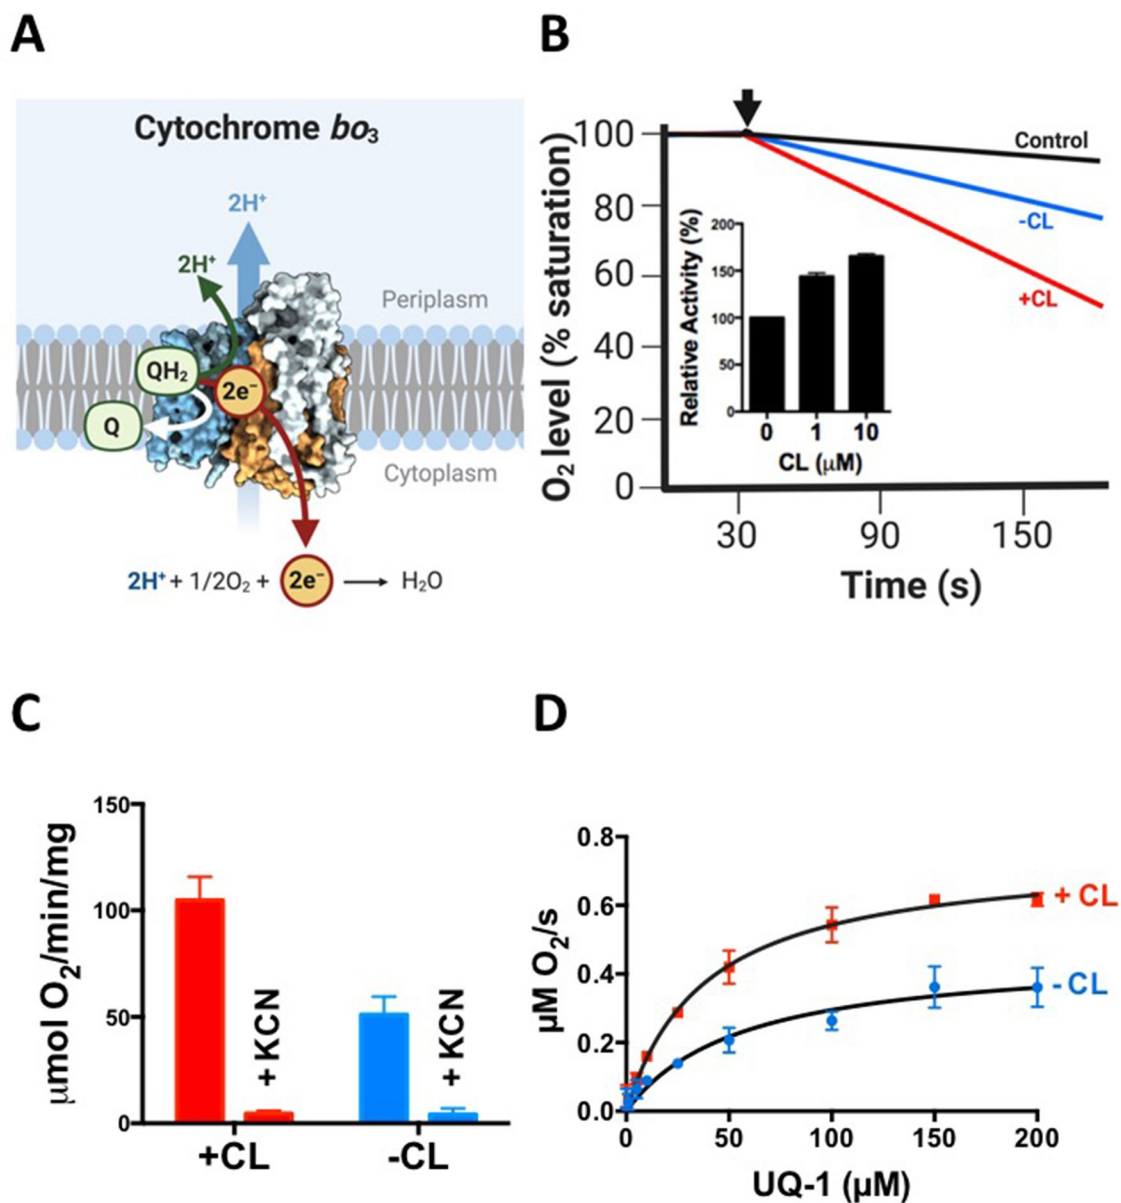 A
Cytochrome bo₃
2H⁺
2H⁺
Periplasm
QH₂
2e⁻
Q
Cytoplasm
2H⁺ + 1/2O₂ + 2e⁻ → H₂O
B
O₂ level (% saturation)
100
80
60
40
20
0
Control
-CL
+CL
Relative Activity (%)
200
150
100
50
0
0 1 10
CL (μM)
30 90 150
Time (s)
C
μmol O₂/min/mg
150
100
50
0
+KCN
+KCN
+CL -CL
D
μM O₂/s
0.8
0.6
0.4
0.2
0.0
+ CL
- CL
0 50 100 150 200
UQ-1 (μM)